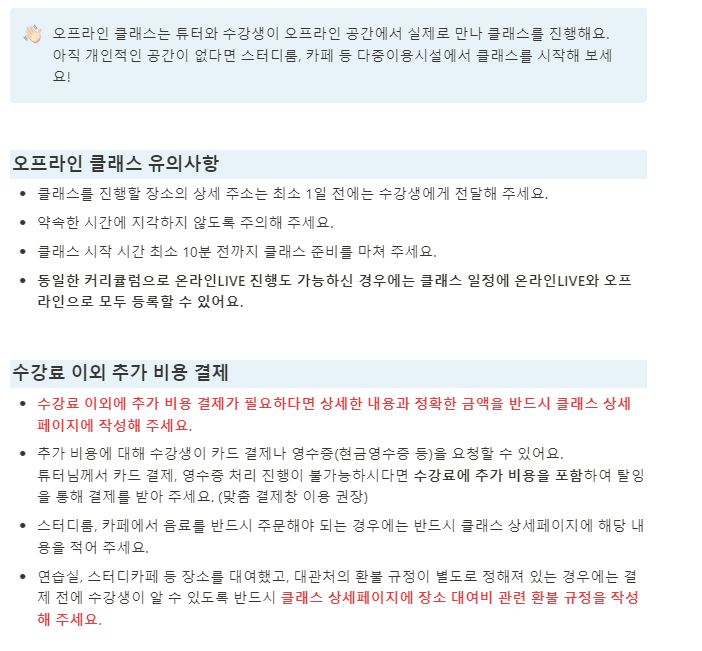 오프라인 클래스는 튜터와 수강생이 오프라인 공간에서 실제로 만나 클래스를 진행해요.
아직 개인적인 공간이 없다면 스터디룸, 카페 등 다중이용시설에서 클래스를 시작해 보세
요!
오프라인 클래스 유의사항
• 클래스를 진행할 장소의 상세 주소는 최소 1일 전에는 수강생에게 전달해 주세요.
• 약속한 시간에 지각하지 않도록 주의해 주세요.
• 클래스 시작 시간 최소 10분 전까지 클래스 준비를 마쳐 주세요.
• 동일한 커리큘럼으로 온라인LIVE 진행도 가능하신 경우에는 클래스 일정에 온라인LIVE와 오프
라인으로 모두 등록할 수 있어요.
수강료 이외 추가 비용 결제
• 수강료 이외에 추가 비용 결제가 필요하다면 상세한 내용과 정확한 금액을 반드시 클래스 상세
페이지에 작성해 주세요.
• 추가 비용에 대해 수강생이 카드 결제나 영수증(현금영수증 등)을 요청할 수 있어요.
튜터님께서 카드 결제, 영수증 처리 진행이 불가능하시다면 수강료에 추가 비용을 포함하여 탈잉
을 통해 결제를 받아 주세요. (맞춤 결제창 이용 권장)
• 스터디룸, 카페에서 음료를 반드시 주문해야 되는 경우에는 반드시 클래스 상세페이지에 해당 내
용을 적어 주세요.
• 연습실, 스터디카페 등 장소를 대여했고, 대관처의 환불 규정이 별도로 정해져 있는 경우에는 결
제 전에 수강생이 알 수 있도록 반드시 클래스 상세페이지에 장소 대여비 관련 환불 규정을 작성
해 주세요.